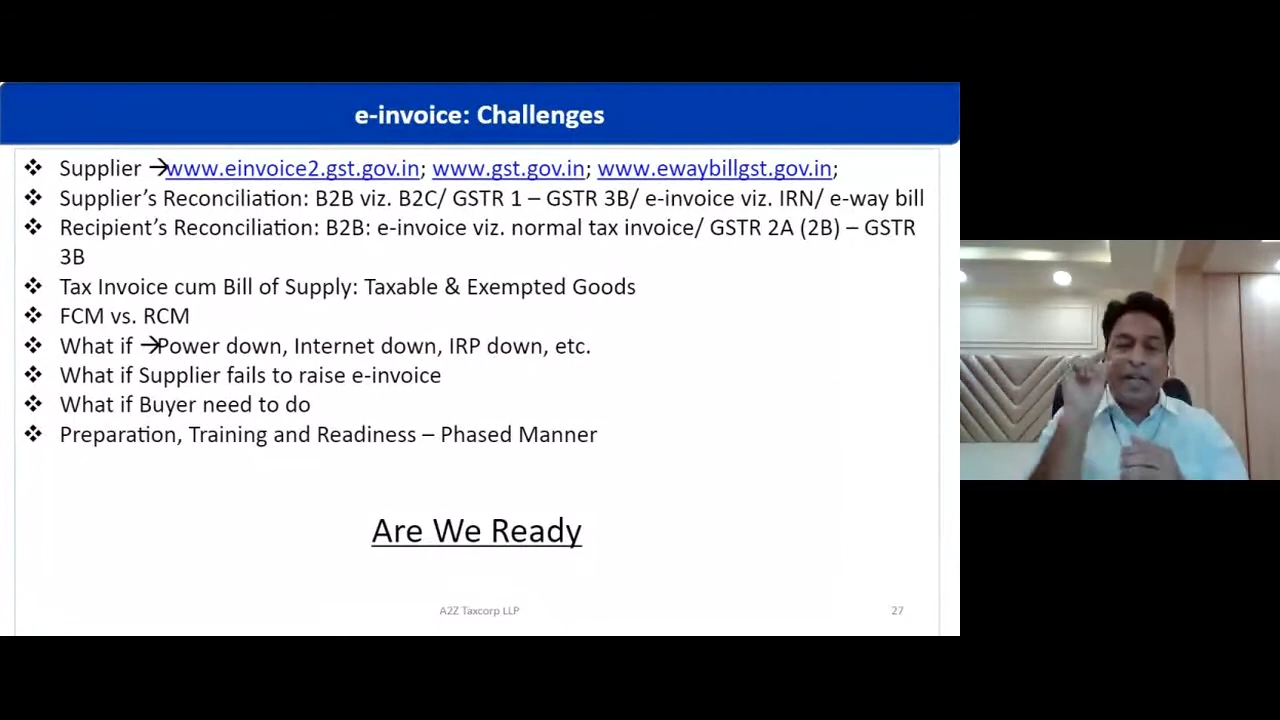 e-invoice: Challenges
❖ Supplier →www.einvoice2.gst.gov.in; www.gst.gov.in; www.ewaybillgst.gov.in;
❖ Supplier’s Reconciliation: B2B viz. B2C/ GSTR 1 – GSTR 3B/ e-invoice viz. IRN/ e-way bill
❖ Recipient’s Reconciliation: B2B: e-invoice viz. normal tax invoice/ GSTR 2A (2B) – GSTR
3B
❖ Tax Invoice cum Bill of Supply: Taxable & Exempted Goods
❖ FCM vs. RCM
❖ What if →Power down, Internet down, IRP down, etc.
❖ What if Supplier fails to raise e-invoice
❖ What if Buyer need to do
❖ Preparation, Training and Readiness – Phased Manner
Are We Ready
A2Z Taxcorp LLP
27